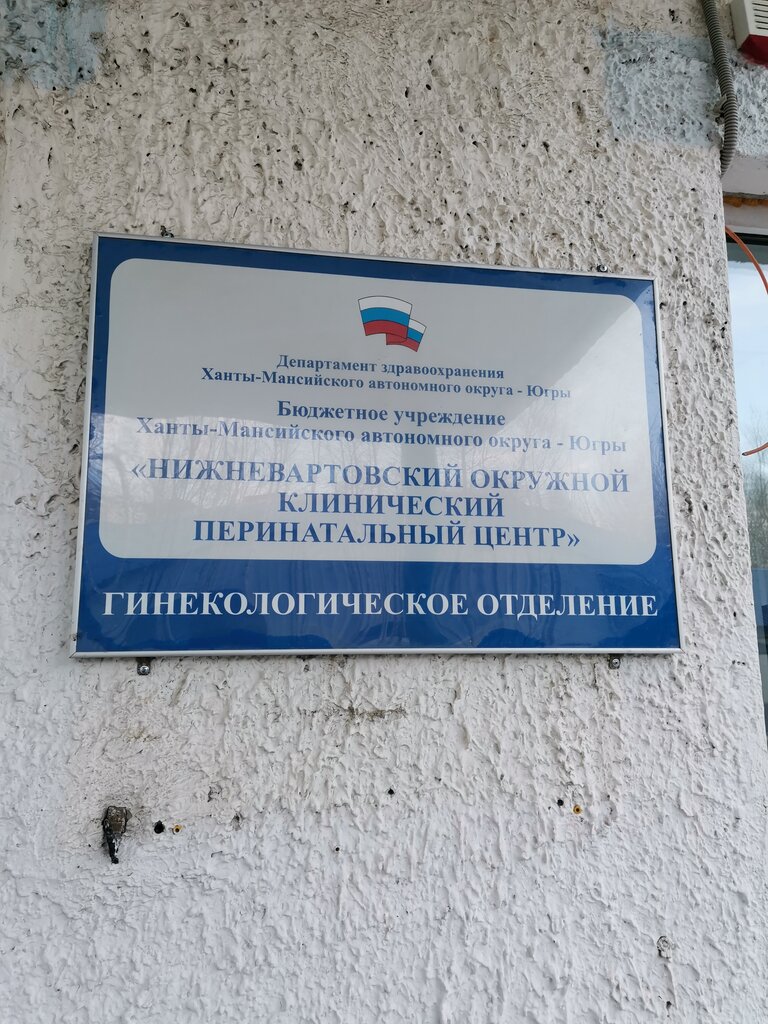 Департамент здравоохранения
Ханты-Мансийского автономного округа - Югры
Бюджетное учреждение
Ханты-Мансийского автономного округа - Югры
«НИЖНЕВАРТОВСКИЙ ОКРУЖНОЙ
КЛИНИЧЕСКИЙ
ПЕРИНАТАЛЬНЫЙ ЦЕНТР»
ГИНЕКОЛОГИЧЕСКОЕ ОТДЕЛЕНИЕ